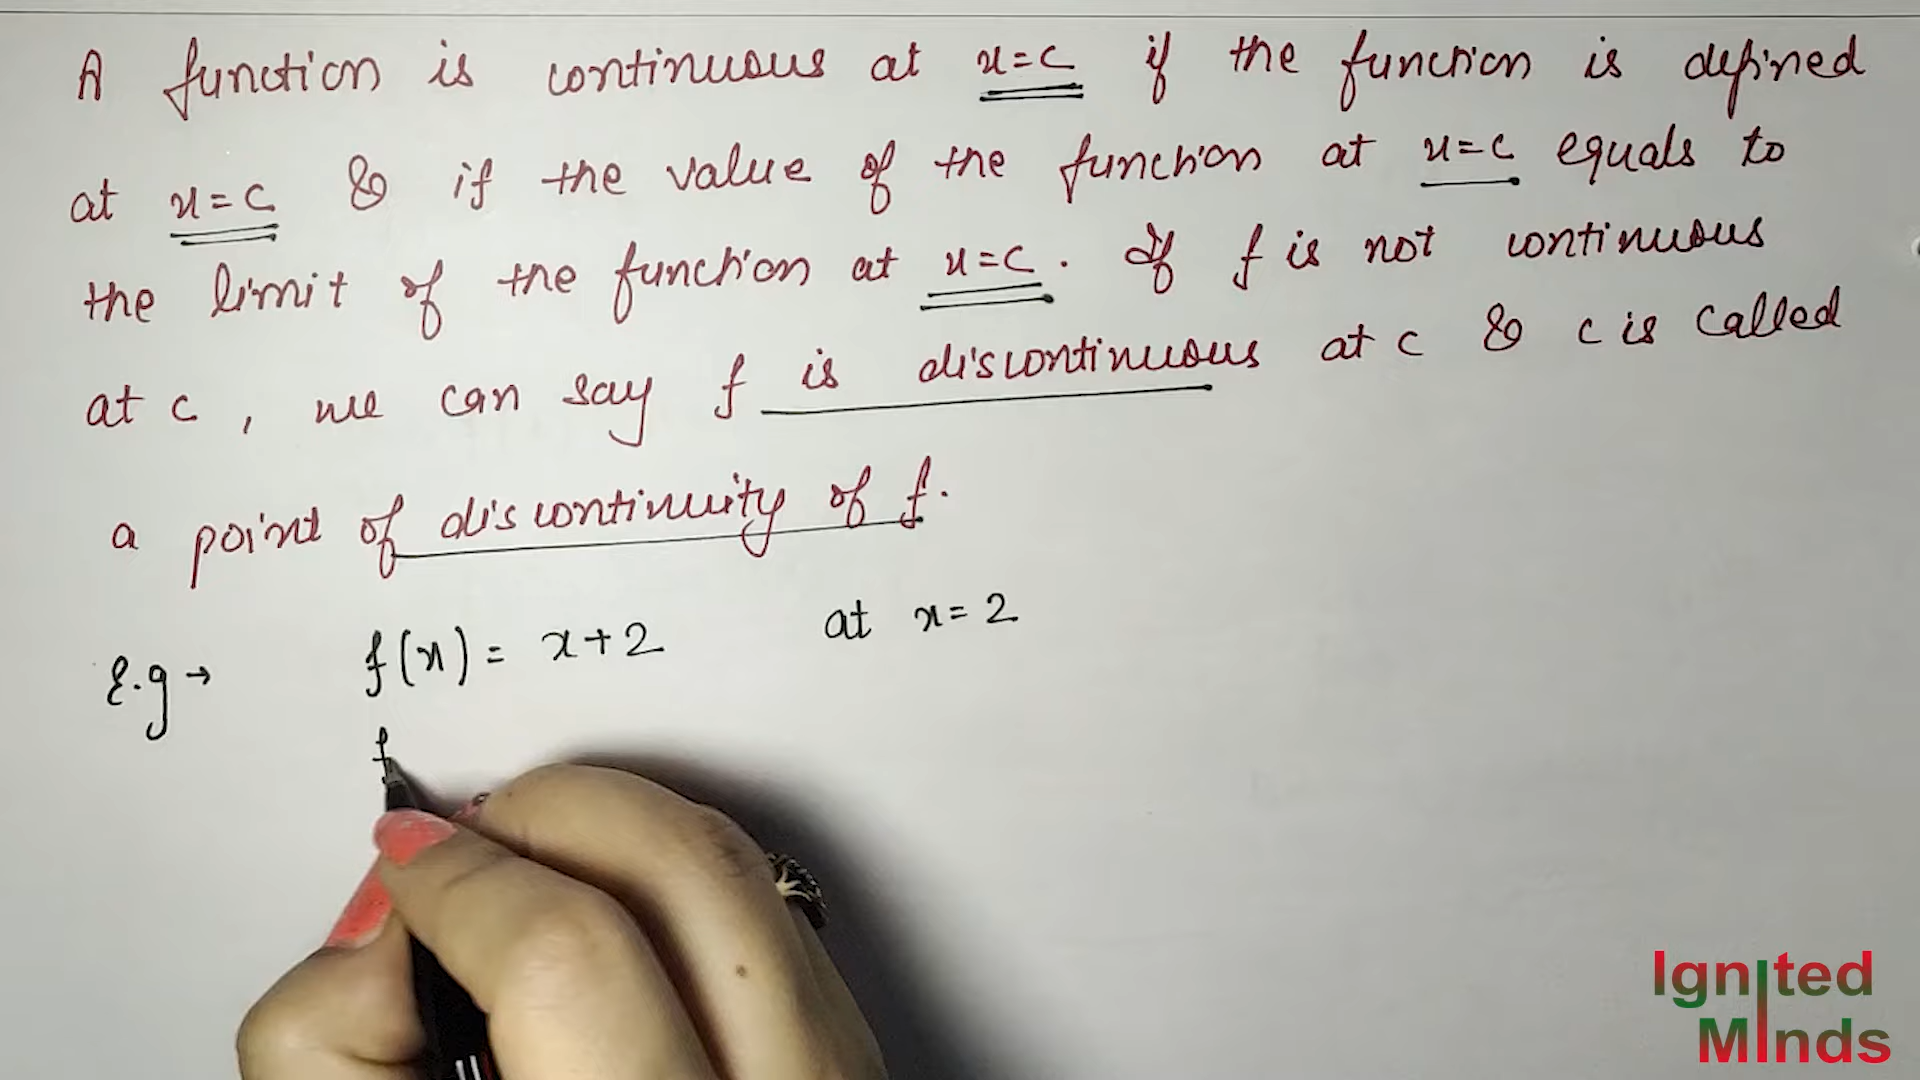 A function is continuous at x=c if the function is defined
at x=c & if the value of the function at x=c equals to
the limit of the function at x=c. If f is not continuous
at c, we can say f is discontinuous at c & c is called
a point of discontinuity of f.
E.g → f(x) = x+2 at x=2
f
Ignited
Minds